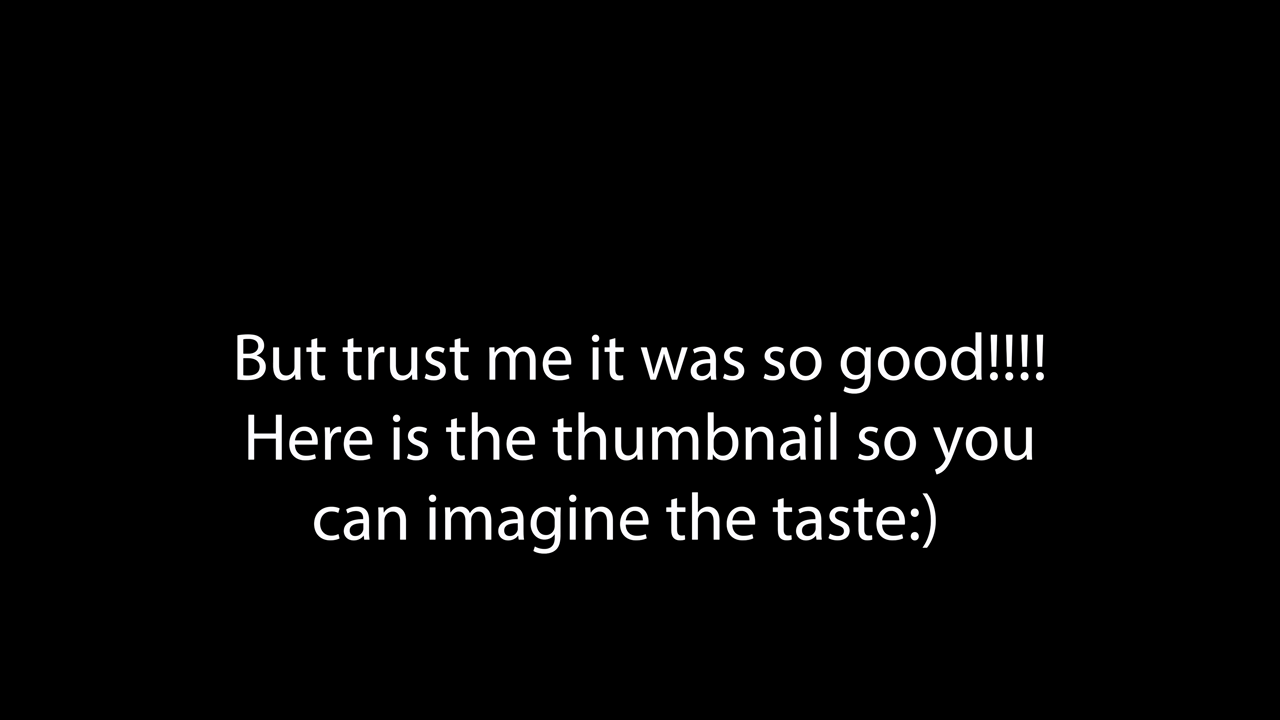 But trust me it was so good!!!!
Here is the thumbnail so you
can imagine the taste:)